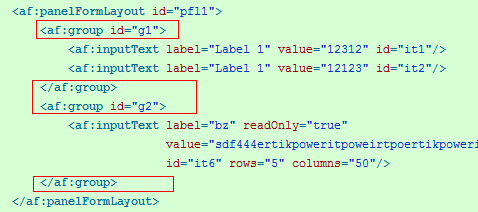 <af:panelFormLayout id="pfl1">
<af:group id="g1">
<af:inputText label="Label 1" value="12312" id="it1"/>
<af:inputText label="Label 1" value="12123" id="it2"/>
</af:group>
<af:group id="g2">
<af:inputText label="bz" readOnly="true"
value="sdf444ertikpoweritpoweirtpoertikpoweri
id="it6" rows="5" columns="50"/>
</af:group>
</af:panelFormLayout>